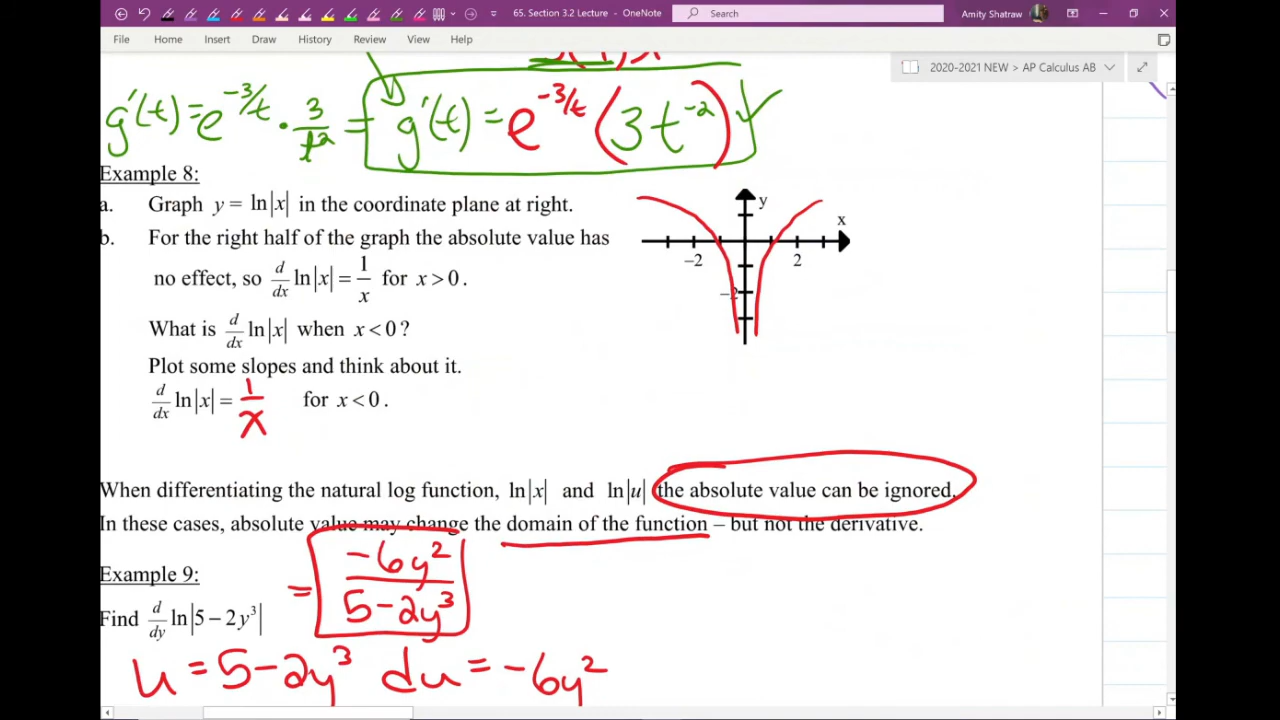 65. Section 3.2 Lecture - OneNote
Search
Amity Shatraw
File Home Insert Draw History Review View Help
2020-2021 NEW > AP Calculus AB
g'(t) = e^{-3/t} · 3/t² = g'(t) = e^{-3/t} (3t^{-2})
Example 8:
a. Graph y = ln|x| in the coordinate plane at right.
b. For the right half of the graph the absolute value has
no effect, so d/dx ln|x| = 1/x for x > 0.
What is d/dx ln|x| when x < 0?
Plot some slopes and think about it.
d/dx ln|x| = 1/x for x < 0.
y
x
-2 2
-2
When differentiating the natural log function, ln|x| and ln|u| the absolute value can be ignored.
In these cases, absolute value may change the domain of the function – but not the derivative.
Example 9:
Find d/dy ln|5 − 2y³| = -6y²/(5-2y³)
u = 5-2y³ du = -6y²